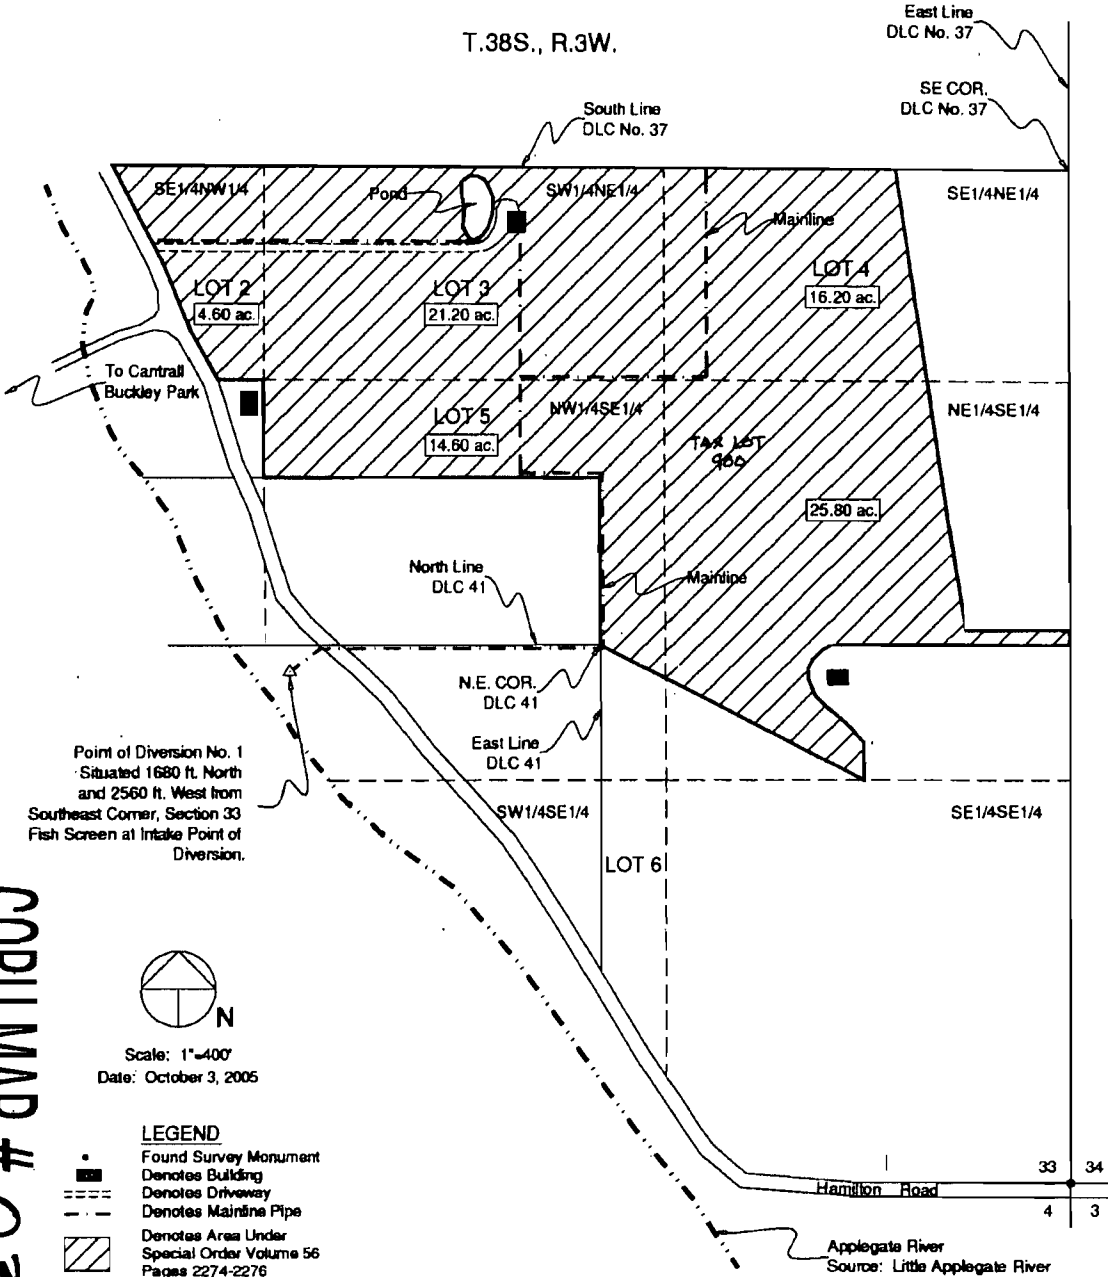 T.38S., R.3W.
East Line
DLC No. 37
SE COR.
DLC No. 37
South Line
DLC No. 37
SE1/4NW1/4
Pond
SW1/4NE1/4
SE1/4NE1/4
Mainline
LOT 2
4.60 ac.
LOT 3
21.20 ac.
LOT 4
16.20 ac.
To Cantrall
Buckley Park
LOT 5
14.60 ac.
NW1/4SE1/4
NE1/4SE1/4
TAX LOT
900
25.80 ac.
North Line
DLC 41
Mainline
N.E. COR.
DLC 41
East Line
DLC 41
Point of Diversion No. 1
Situated 1680 ft. North
and 2560 ft. West from
Southeast Corner, Section 33
Fish Screen at Intake Point of
Diversion.
SW1/4SE1/4
SE1/4SE1/4
LOT 6
N
Scale: 1"=400'
Date: October 3, 2005
LEGEND
Found Survey Monument
Denotes Building
Denotes Driveway
Denotes Mainline Pipe
Denotes Area Under
Special Order Volume 56
Pages 2274-2276
33 34
Hamilton Road
4 3
Applegate River
Source: Little Applegate River
MAP #